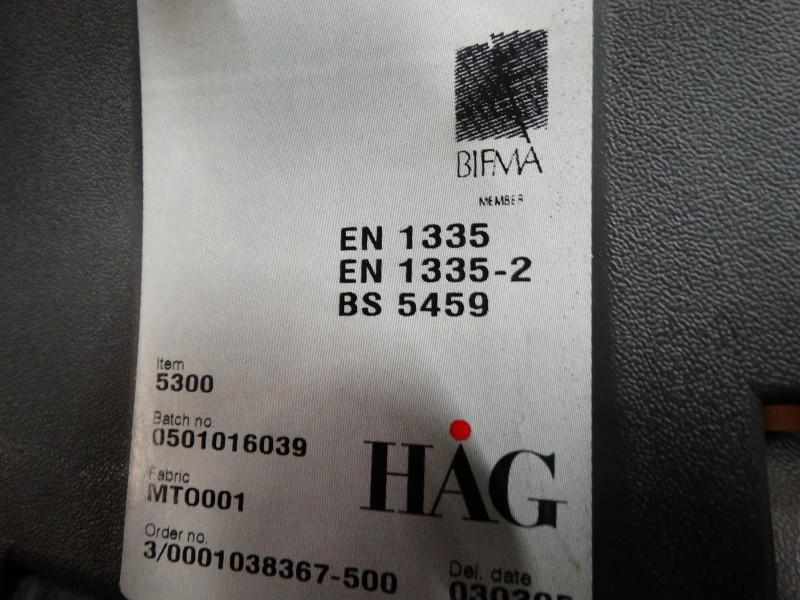 BIFMA
MEMBER
EN 1335
EN 1335-2
BS 5459
Item
5300
Batch no.
0501016039
HÅG
Fabric
MTO001
Order no.
3/0001038367-500
Del. date